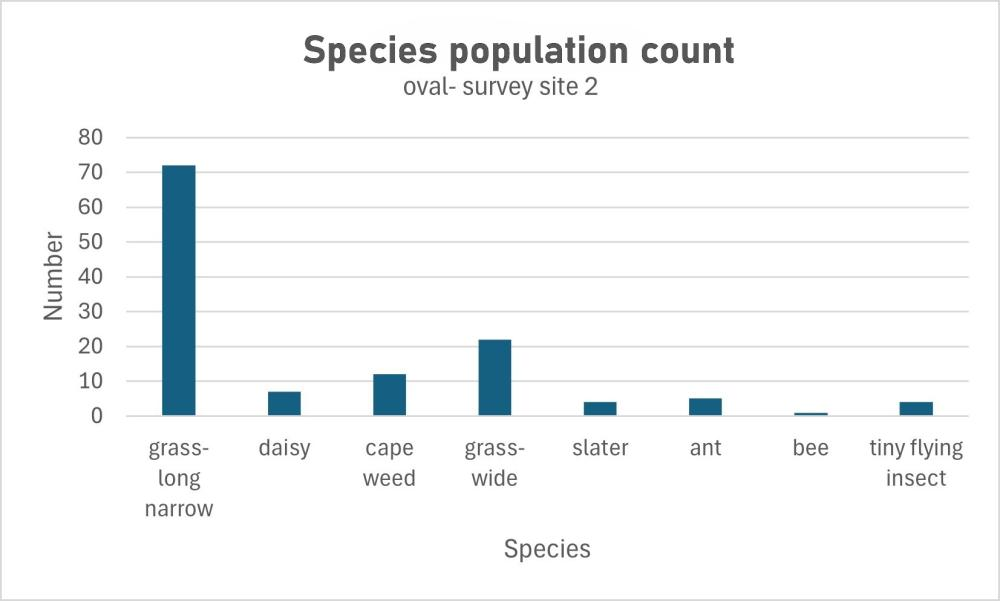 Species population count
oval- survey site 2
80
70
60
50
40
30
20
10
0
Number
grass-
long
narrow
daisy
cape
weed
grass-
wide
slater
ant
bee
tiny flying
insect
Species